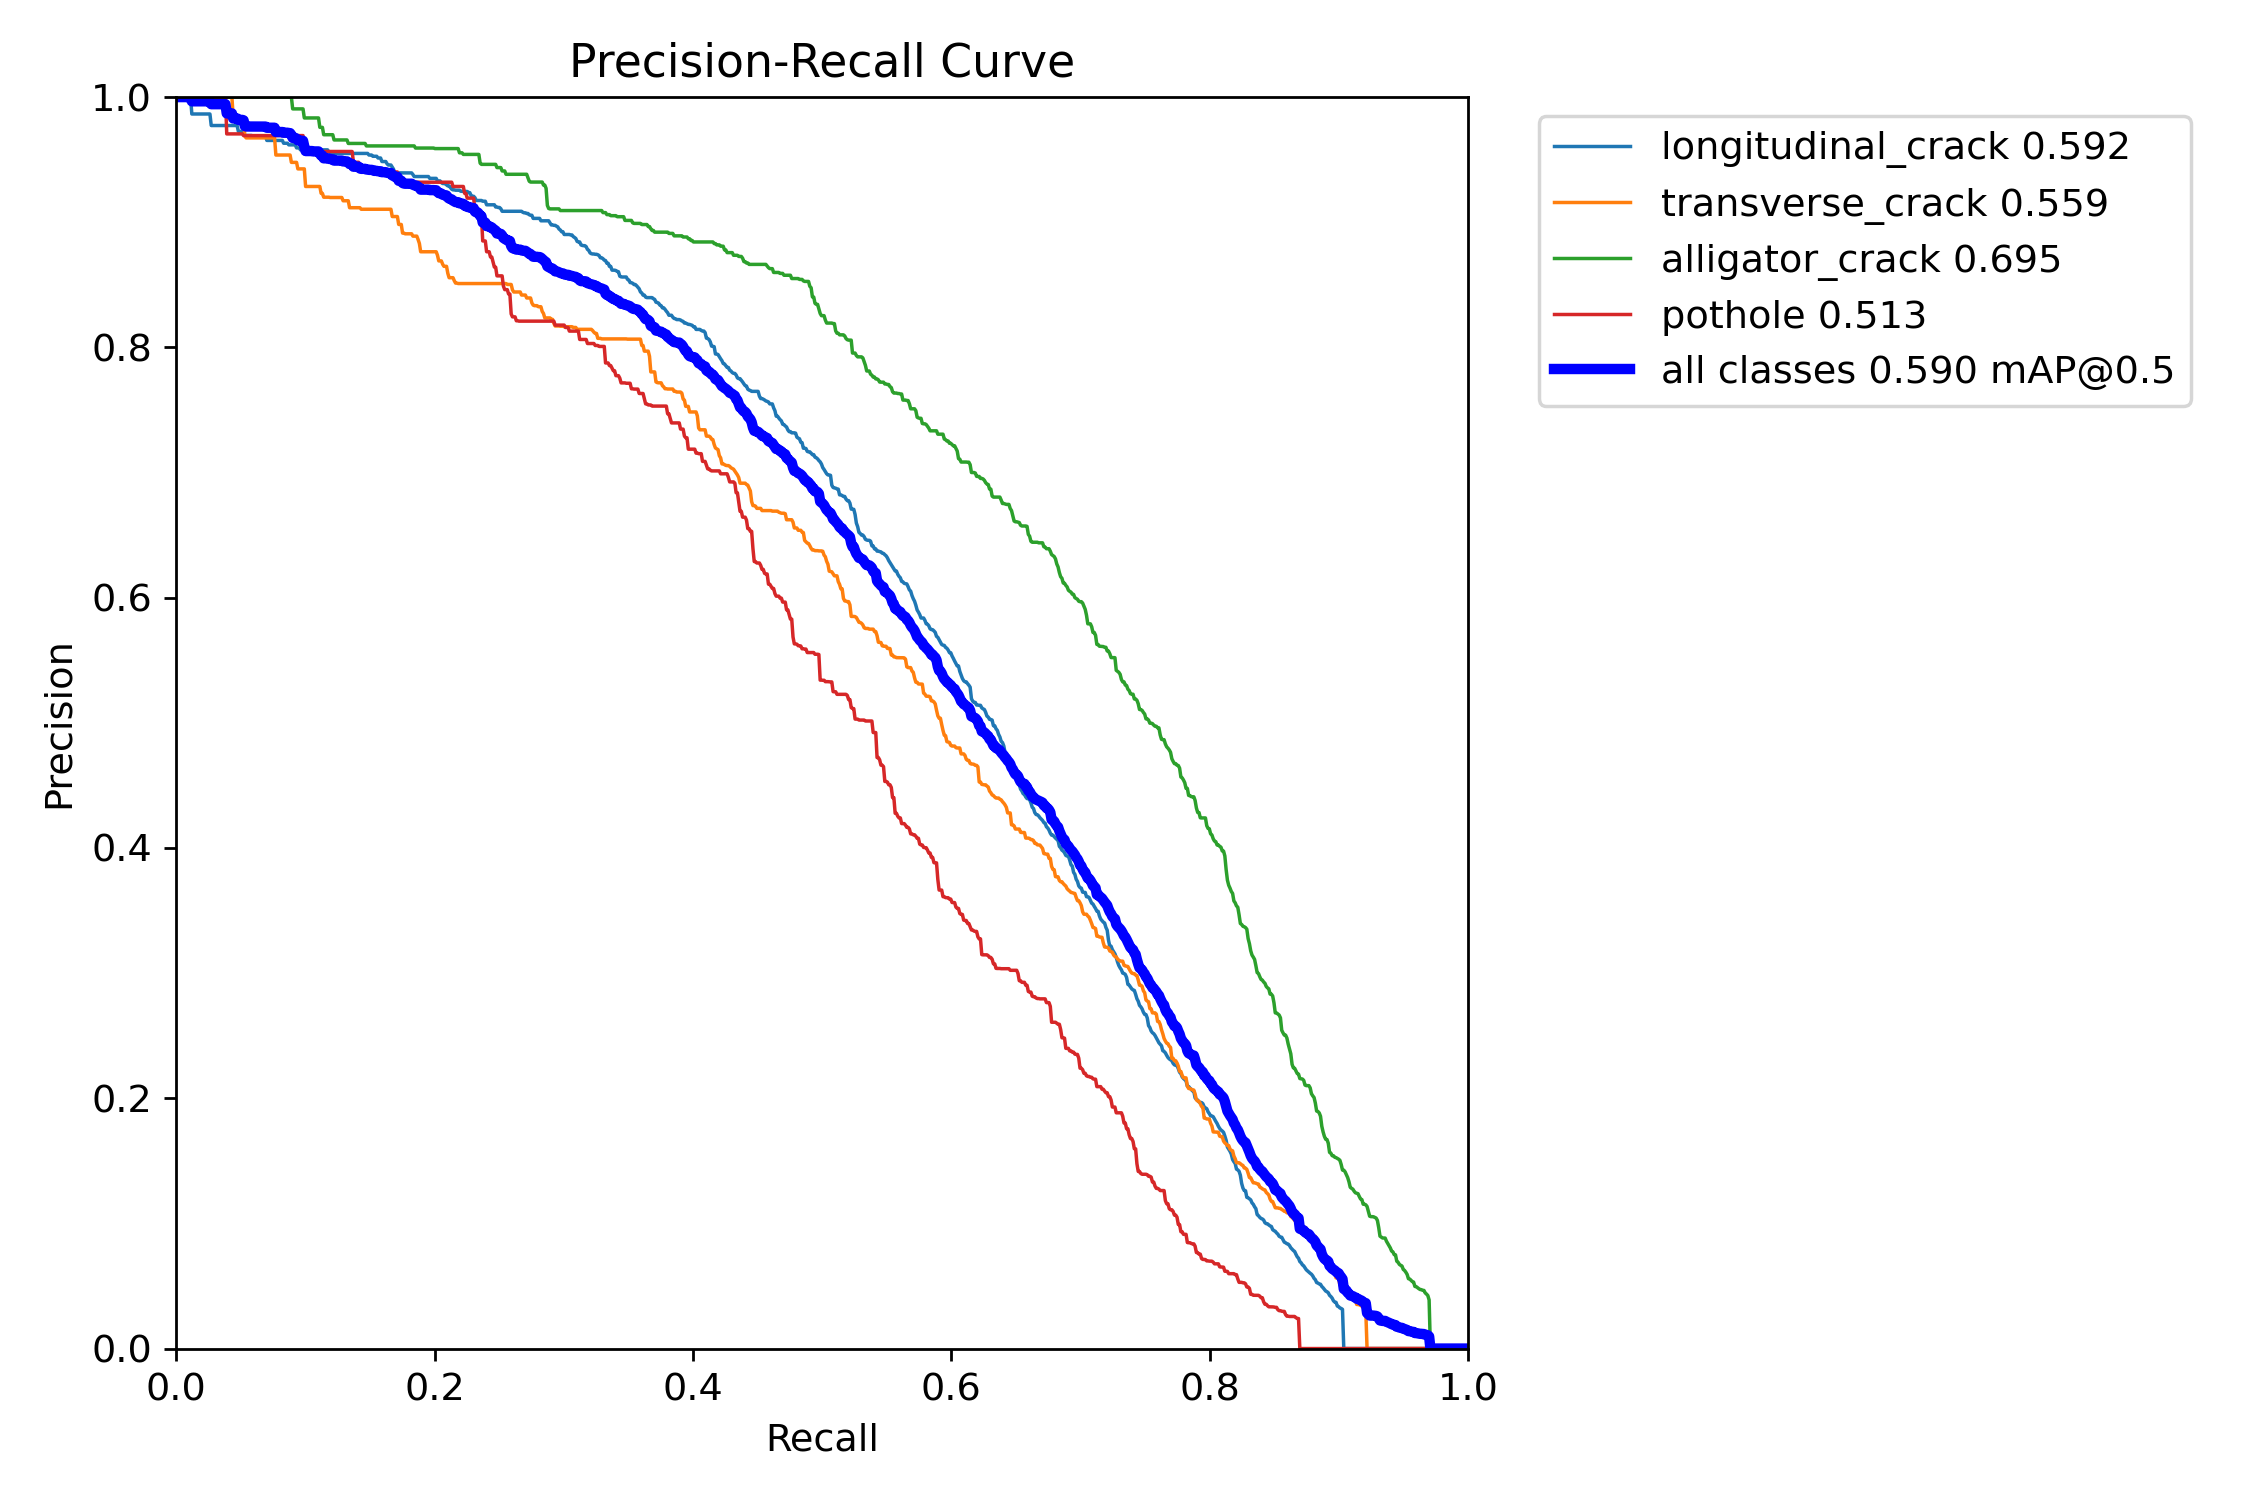 Precision-Recall Curve
longitudinal_crack 0.592
transverse_crack 0.559
alligator_crack 0.695
pothole 0.513
all classes 0.590 mAP@0.5
1.0
0.8
0.6
0.4
0.2
0.0
Precision
0.0 0.2 0.4 0.6 0.8 1.0
Recall